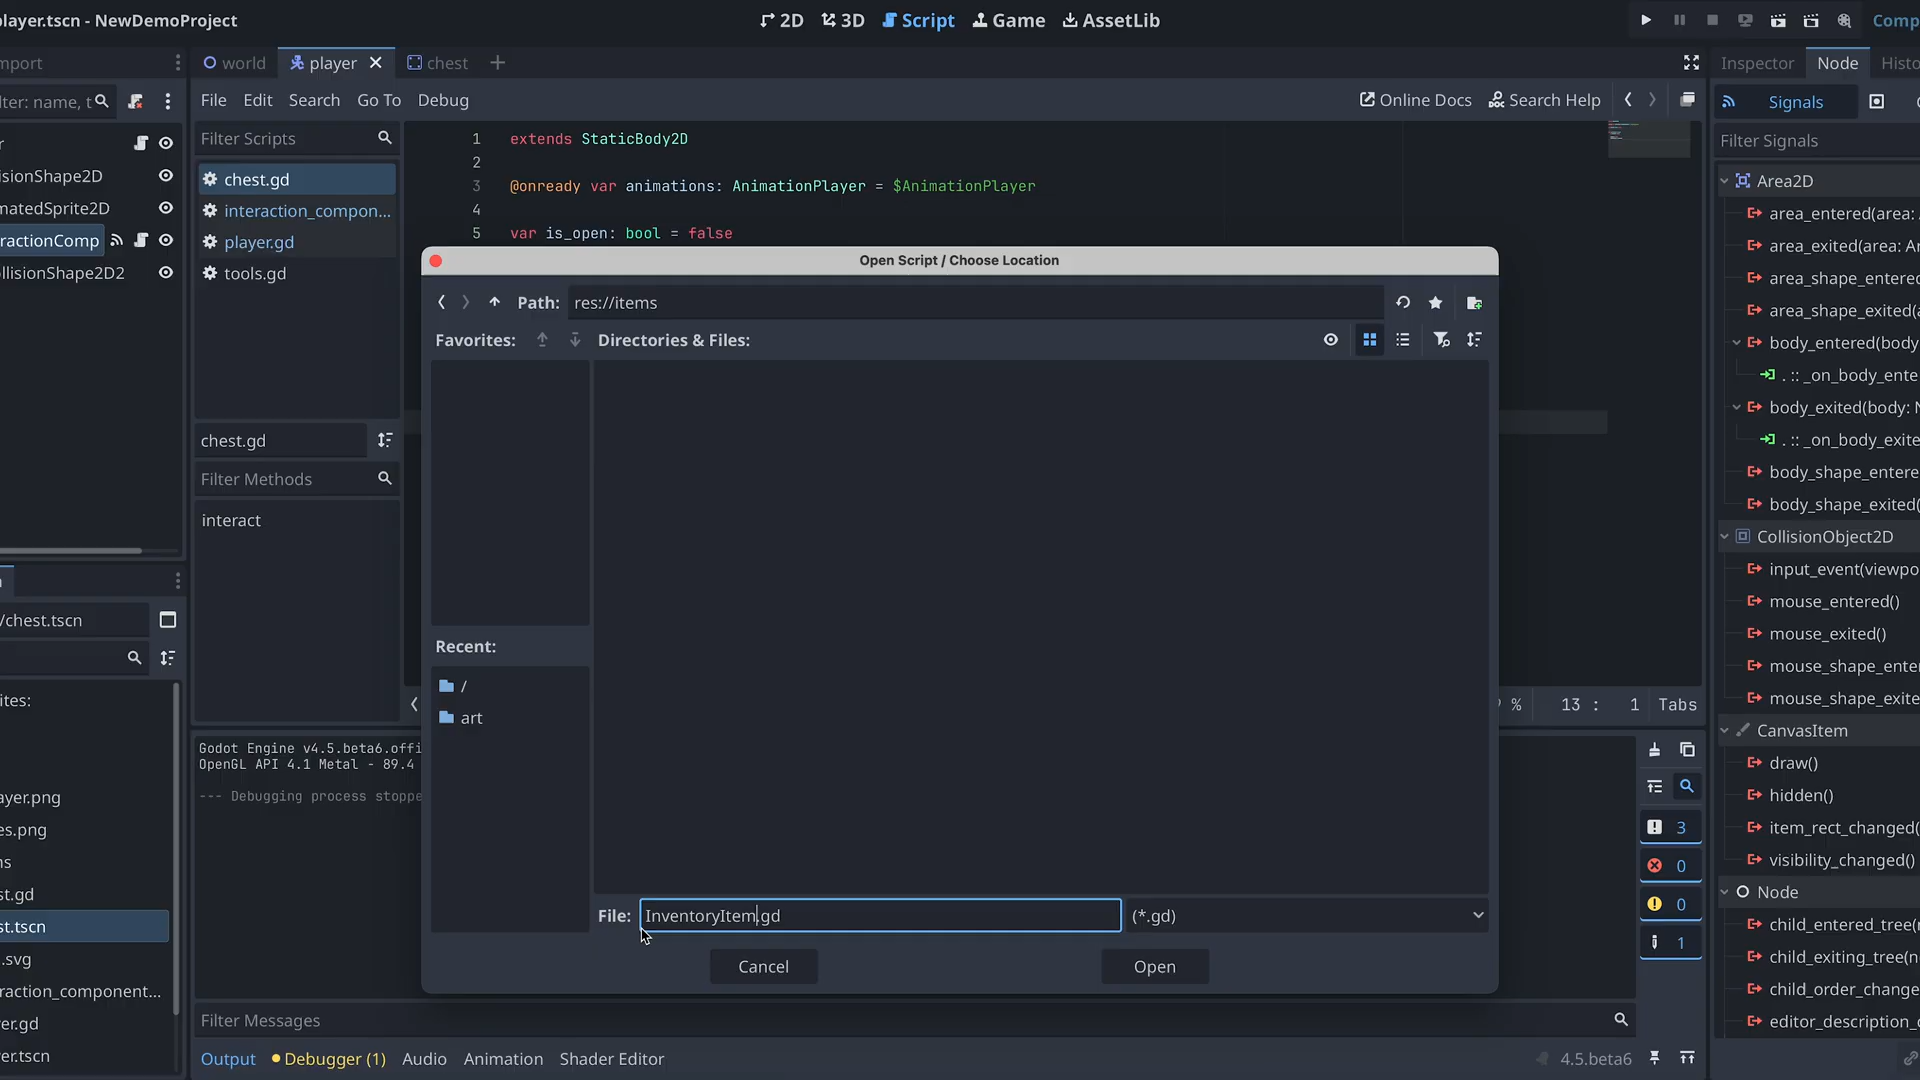 player.tscn - NewDemoProject
2D 3D Script Game AssetLib
Comp
mport
world player chest
Inspector Node Histo
lter: name, t
File Edit Search Go To Debug
Online Docs Search Help
Signals
Filter Signals
r
isionShape2D
matedSprite2D
ractionComp
llisionShape2D2
Filter Scripts
chest.gd
interaction_compon...
player.gd
tools.gd
chest.gd
Filter Methods
interact
1 extends StaticBody2D
2
3 @onready var animations: AnimationPlayer = $AnimationPlayer
4
5 var is_open: bool = false
Open Script / Choose Location
Path: res://items
Favorites: Directories & Files:
Recent:
/
art
File: InventoryItem.gd (*.gd)
Cancel Open
% 13 : 1 Tabs
/chest.tscn
ites:
ayer.png
es.png
ns
st.gd
st.tscn
.svg
raction_component...
er.gd
er.tscn
Godot Engine v4.5.beta6.offi
OpenGL API 4.1 Metal - 89.4
--- Debugging process stoppe
3
0
0
1
Filter Messages
Output Debugger (1) Audio Animation Shader Editor
4.5.beta6
Area2D
area_entered(area: 
area_exited(area: Ar
area_shape_entered
area_shape_exited(a
body_entered(body
. :: _on_body_ente
body_exited(body: N
. :: _on_body_exite
body_shape_entere
body_shape_exited(
CollisionObject2D
input_event(viewpo
mouse_entered()
mouse_exited()
mouse_shape_ente
mouse_shape_exite
CanvasItem
draw()
hidden()
item_rect_changed(
visibility_changed()
Node
child_entered_tree(n
child_exiting_tree(n
child_order_change
editor_description_c